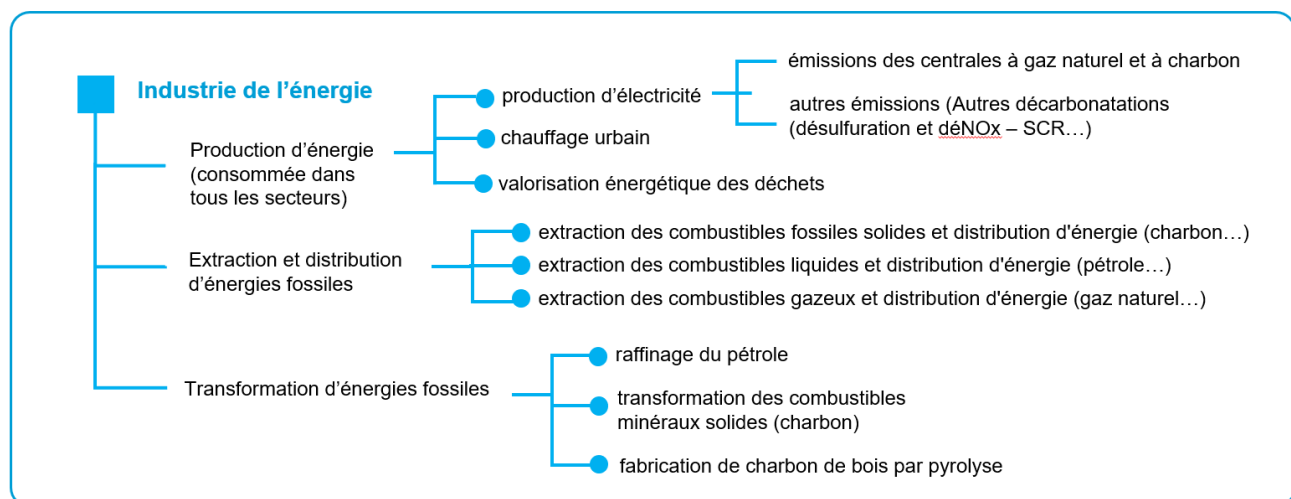 Industrie de l’énergie
Production d’énergie
(consommée dans
tous les secteurs)
production d’électricité
émissions des centrales à gaz naturel et à charbon
autres émissions (Autres décarbonatations
(désulfuration et déNOx – SCR…)
chauffage urbain
valorisation énergétique des déchets
Extraction et distribution
d’énergies fossiles
extraction des combustibles fossiles solides et distribution d'énergie (charbon…)
extraction des combustibles liquides et distribution d'énergie (pétrole…)
extraction des combustibles gazeux et distribution d'énergie (gaz naturel…)
Transformation d’énergies fossiles
raffinage du pétrole
transformation des combustibles
minéraux solides (charbon)
fabrication de charbon de bois par pyrolyse